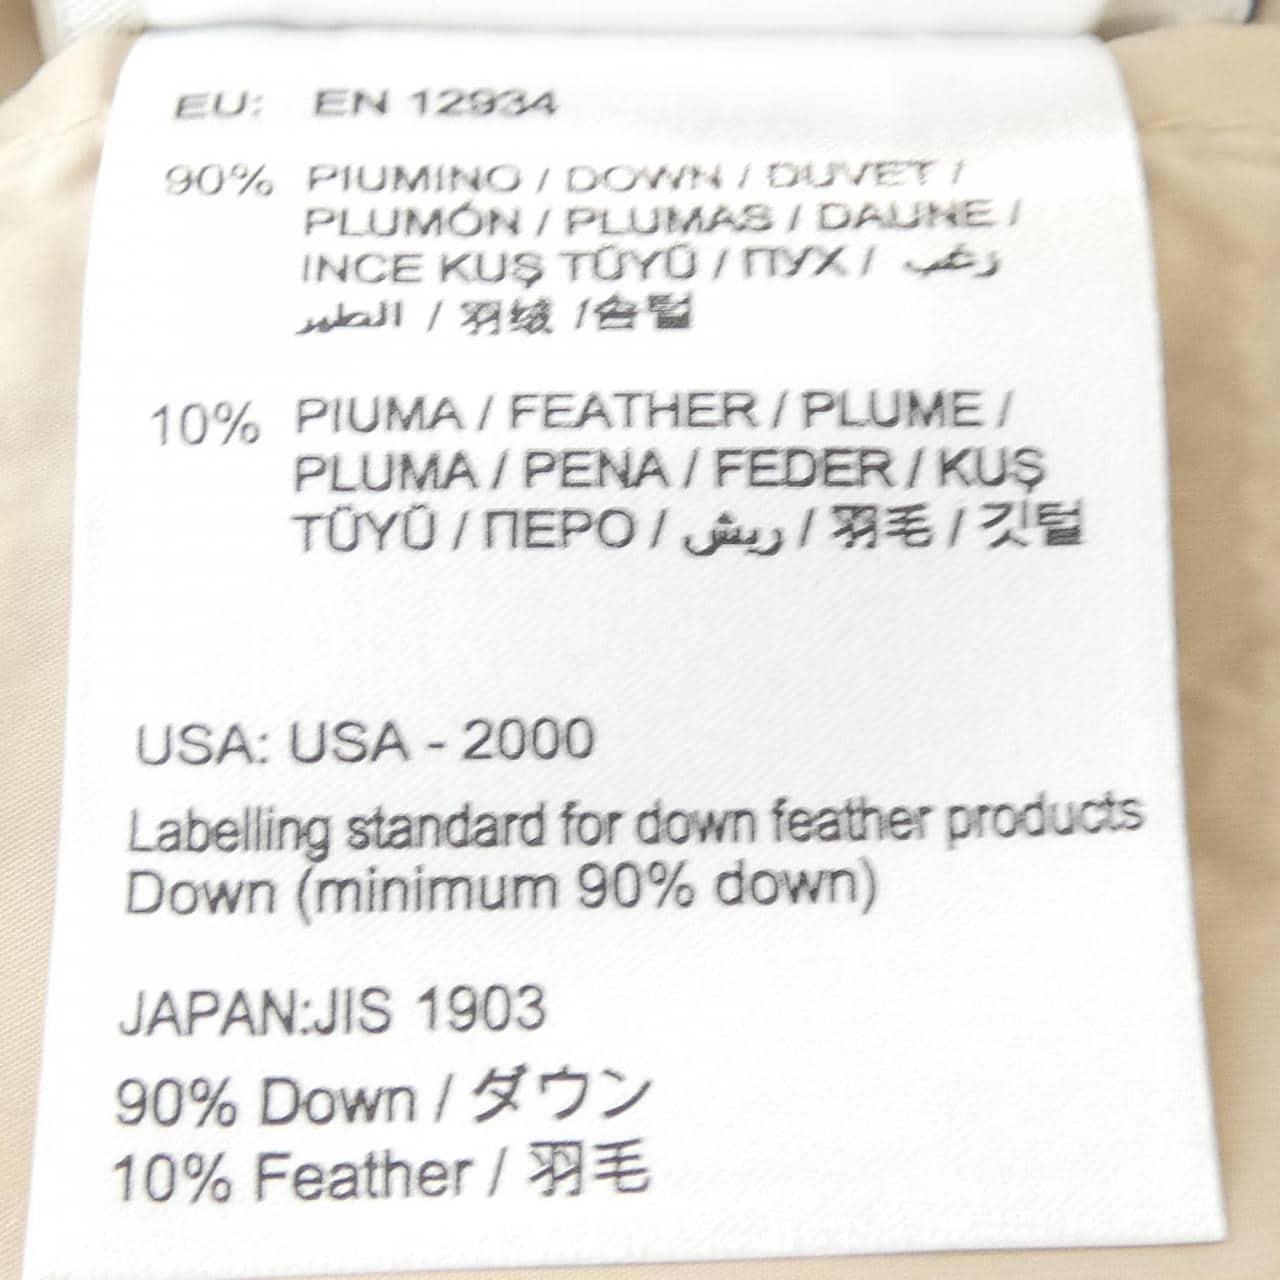 EU: EN 12934
90% PIUMINO / DOWN / DUVET /
PLUMÓN / PLUMAS / DAUNE /
INCE KUŞ TÜYÜ / ПУХ / زغب
الطير / 羽绒 / 솜털
10% PIUMA / FEATHER / PLUME /
PLUMA / PENA / FEDER / KUŞ
TÜYÜ / ПЕРО / ريش / 羽毛 / 깃털
USA: USA - 2000
Labelling standard for down feather products
Down (minimum 90% down)
JAPAN:JIS 1903
90% Down / ダウン
10% Feather / 羽毛